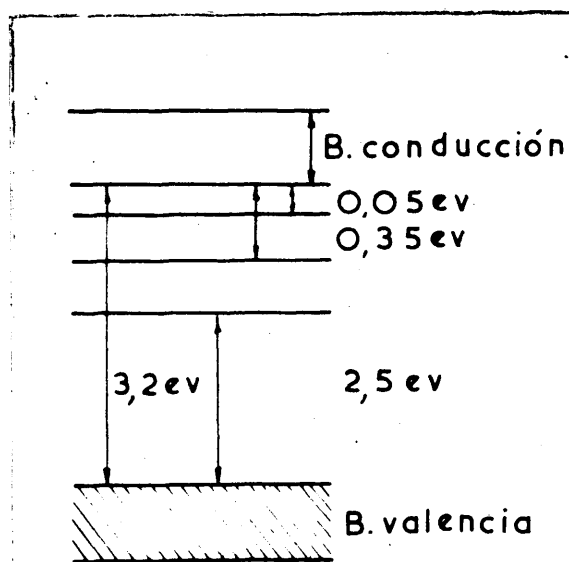 B. conducción
0,05 ev
0,35 ev
3,2 ev
2,5 ev
B. valencia